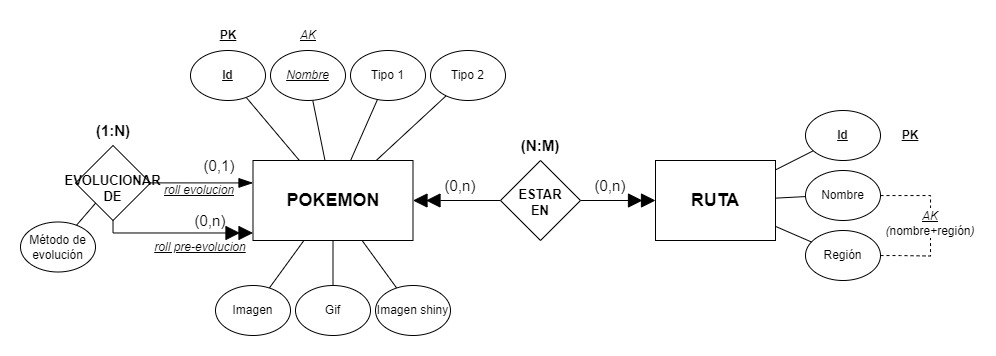 PK
AK
Id
Nombre
Tipo 1
Tipo 2
(1:N)
EVOLUCIONAR
DE
(0,1)
roll evolucion
(0,n)
roll pre-evolucion
Método de
evolución
POKEMON
Imagen
Gif
Imagen shiny
(N:M)
(0,n)
ESTAR
EN
(0,n)
RUTA
Id
PK
Nombre
AK
(nombre+región)
Región